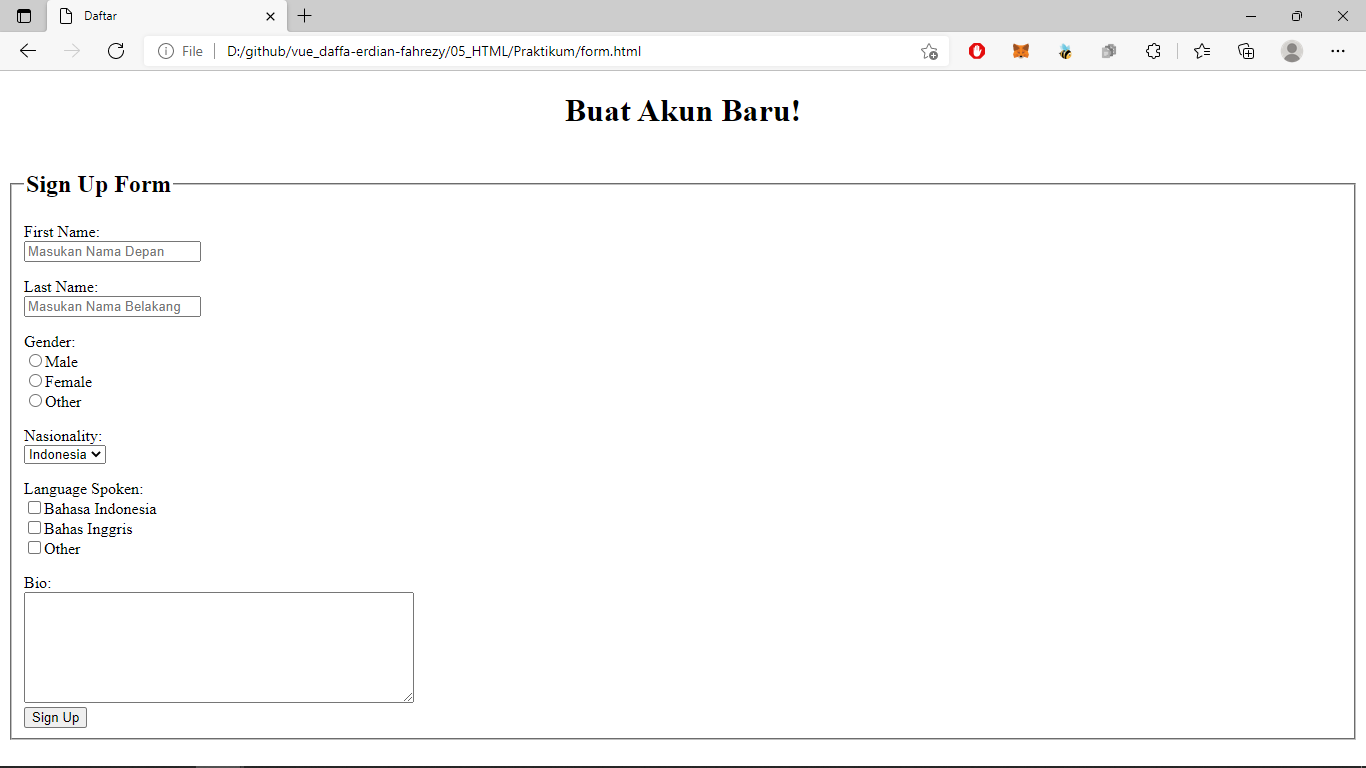 Daftar
File
D:/github/vue_daffa-erdian-fahrezy/05_HTML/Praktikum/form.html
Buat Akun Baru!
Sign Up Form
First Name:
Masukan Nama Depan
Last Name:
Masukan Nama Belakang
Gender:
Male
Female
Other
Nasionality:
Indonesia
Language Spoken:
Bahasa Indonesia
Bahas Inggris
Other
Bio:
Sign Up